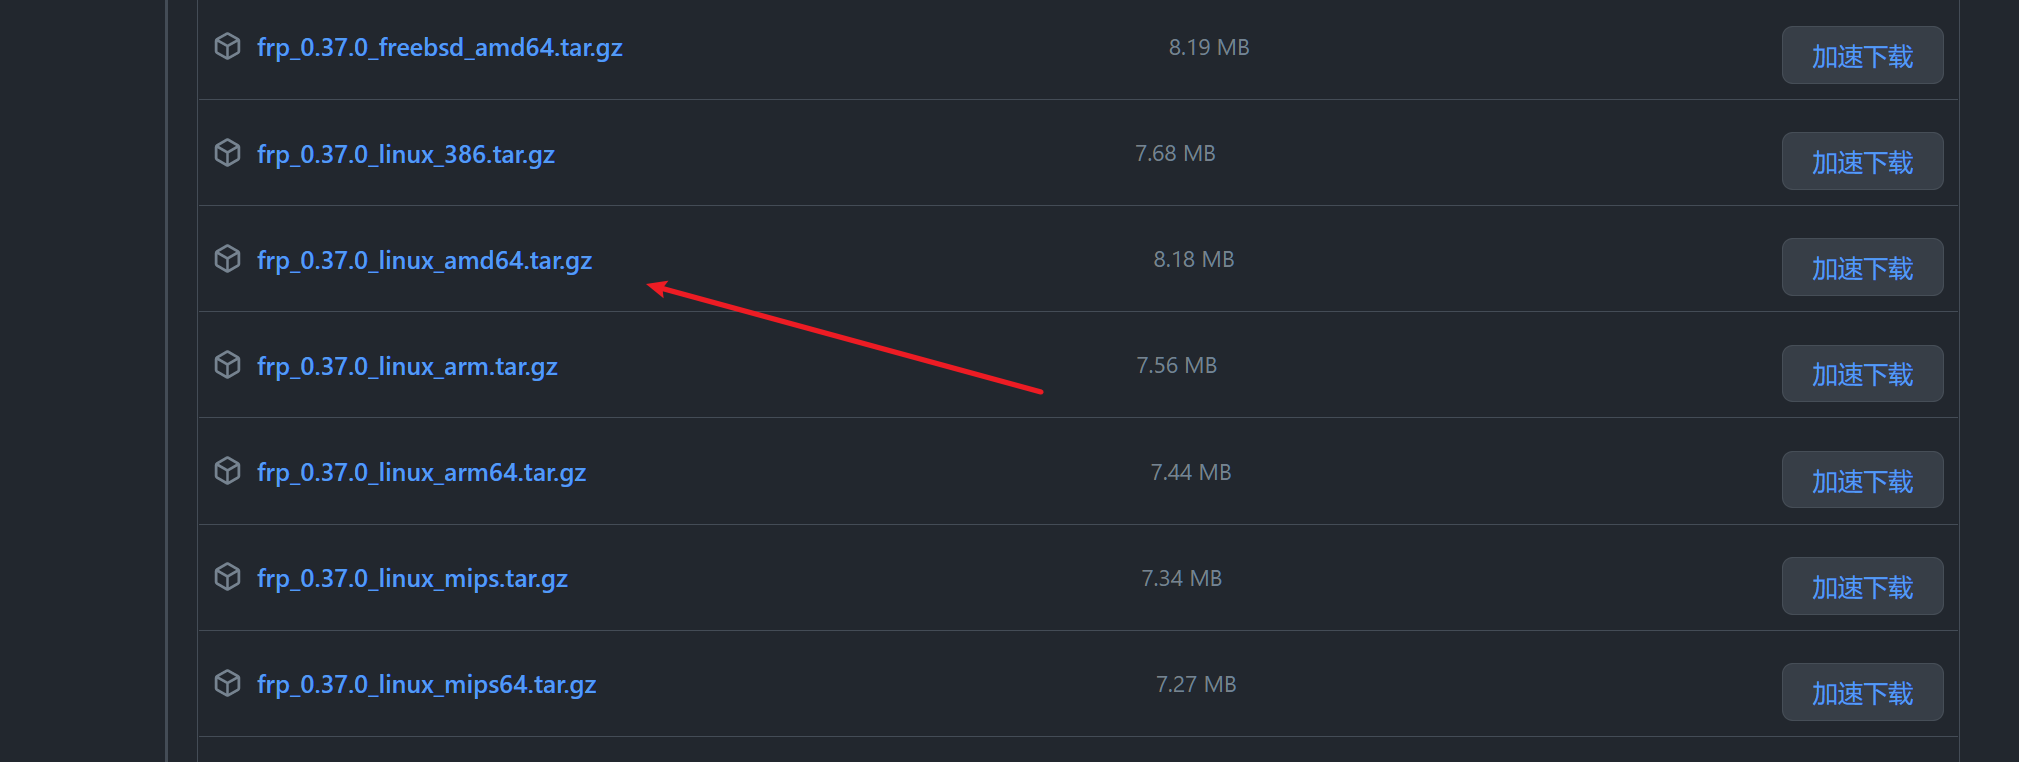 frp_0.37.0_freebsd_amd64.tar.gz 8.19 MB 加速下载
frp_0.37.0_linux_386.tar.gz 7.68 MB 加速下载
frp_0.37.0_linux_amd64.tar.gz 8.18 MB 加速下载
frp_0.37.0_linux_arm.tar.gz 7.56 MB 加速下载
frp_0.37.0_linux_arm64.tar.gz 7.44 MB 加速下载
frp_0.37.0_linux_mips.tar.gz 7.34 MB 加速下载
frp_0.37.0_linux_mips64.tar.gz 7.27 MB 加速下载